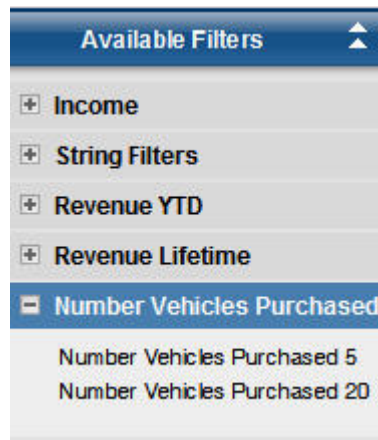 Available Filters
Income
String Filters
Revenue YTD
Revenue Lifetime
Number Vehicles Purchased
Number Vehicles Purchased 5
Number Vehicles Purchased 20